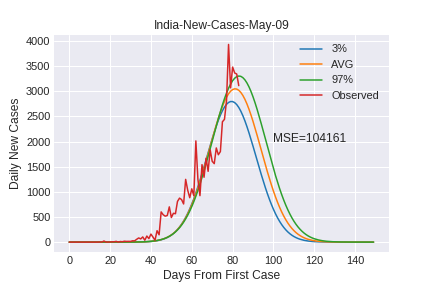 India-New-Cases-May-09
4000
3500
3000
2500
2000
1500
1000
500
0
Daily New Cases
3%
AVG
97%
Observed
MSE=104161
0 20 40 60 80 100 120 140
Days From First Case